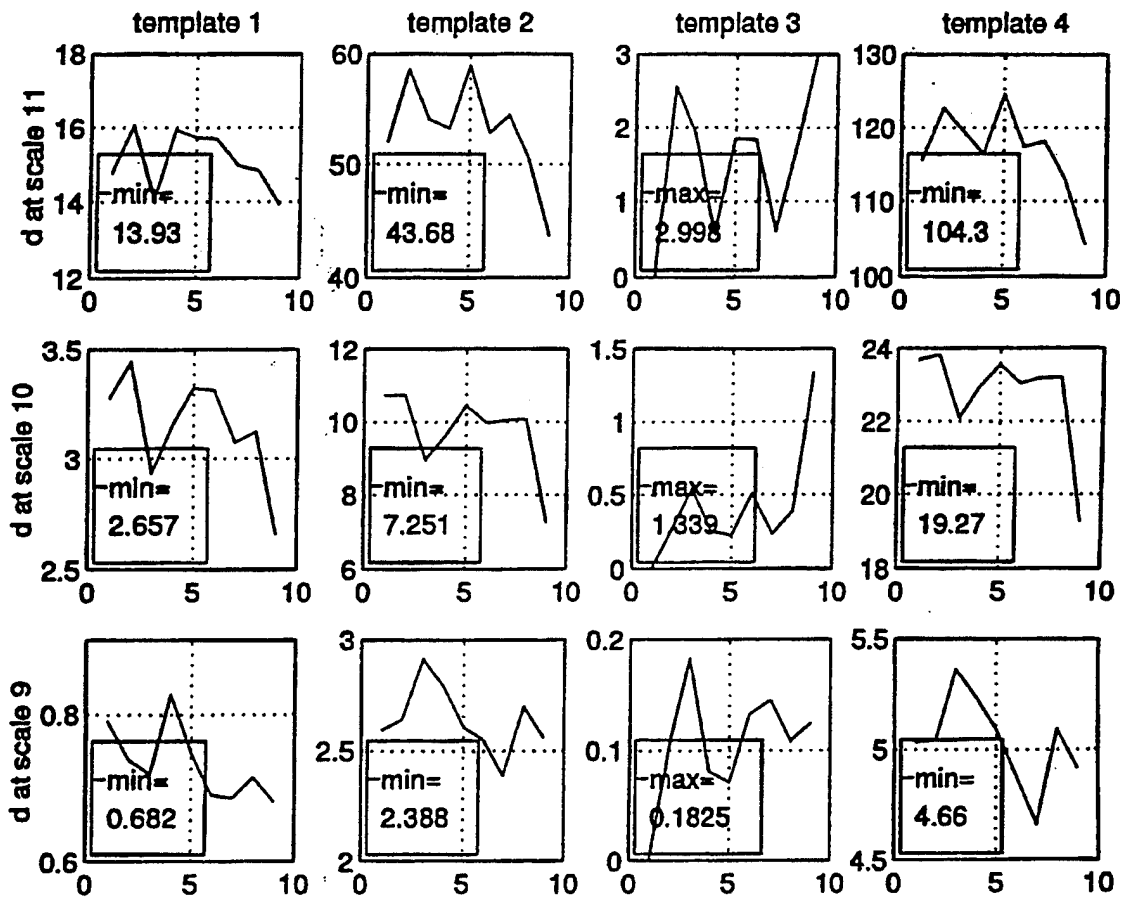 template 1 template 2 template 3 template 4
18 60 3 130
16 2 120
50
14 1 110
12 40 0 100
d at scale 11
min=
13.93
min=
43.68
max=
2.998
min=
104.3
0 5 10 0 5 10 0 5 10 0 5 10
3.5 12 1.5 24
10 1 22
3
8 0.5 20
2.5 6 0 18
d at scale 10
min=
2.657
min=
7.251
max=
1.339
min=
19.27
0 5 10 0 5 10 0 5 10 0 5 10
3 0.2 5.5
0.8
2.5 0.1 5
0.6 2 0 4.5
d at scale 9
min=
0.682
min=
2.388
max=
0.1825
min=
4.66
0 5 10 0 5 10 0 5 10 0 5 10